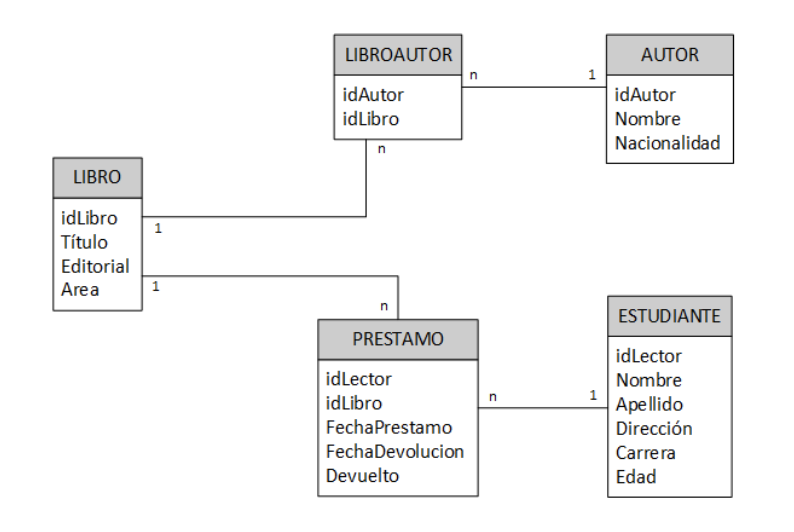 LIBROAUTOR
idAutor
idLibro
n
1
n
AUTOR
idAutor
Nombre
Nacionalidad
LIBRO
idLibro
Título
Editorial
Area
1
1
n
PRESTAMO
idLector
idLibro
FechaPrestamo
FechaDevolucion
Devuelto
n
1
ESTUDIANTE
idLector
Nombre
Apellido
Dirección
Carrera
Edad